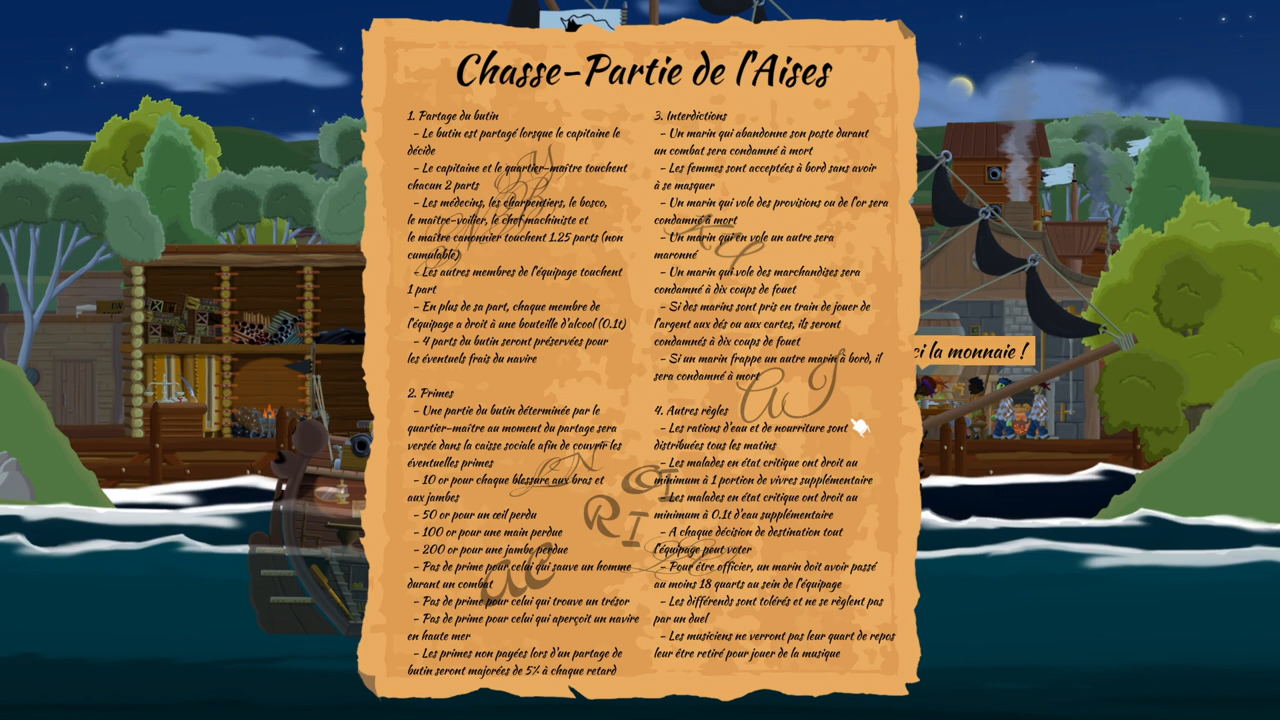 Chasse-Partie de l'Aises
1. Partage du butin
- Le butin est partagé lorsque le capitaine le
décide
- Le capitaine et le quartier-maître touchent
chacun 2 parts
- Les médecins, les charpentiers, le bosco,
le maître-voilier, le chef machiniste et
le maître canonnier touchent 1.25 parts (non
cumulable)
- Les autres membres de l'équipage touchent
1 part
- En plus de sa part, chaque membre de
l'équipage a droit à une bouteille d'alcool (0.1t)
- 4 parts du butin seront préservées pour
les éventuels frais du navire
2. Primes
- Une partie du butin déterminée par le
quartier-maître au moment du partage sera
versée dans la caisse sociale afin de couvrir les
éventuelles primes
- 10 or pour chaque blessure aux bras et
aux jambes
- 50 or pour un œil perdu
- 100 or pour une main perdue
- 200 or pour une jambe perdue
- Pas de prime pour celui qui sauve un homme
durant un combat
- Pas de prime pour celui qui trouve un trésor
- Pas de prime pour celui qui aperçoit un navire
en haute mer
- Les primes non payées lors d'un partage de
butin seront majorées de 5% à chaque retard
3. Interdictions
- Un marin qui abandonne son poste durant
un combat sera condamné à mort
- Les femmes sont acceptées à bord sans avoir
à se masquer
- Un marin qui vole des provisions ou de l'or sera
condamné à mort
- Un marin qui en vole un autre sera
maronné
- Un marin qui vole des marchandises sera
condamné à dix coups de fouet
- Si des marins sont pris en train de jouer de
l'argent aux dés ou aux cartes, ils seront
condamnés à dix coups de fouet
- Si un marin frappe un autre marin à bord, il
sera condamné à mort
4. Autres règles
- Les rations d'eau et de nourriture sont
distribuées tous les matins
- Les malades en état critique ont droit au
minimum à 1 portion de vivres supplémentaire
- Les malades en état critique ont droit au
minimum à 0.1t d'eau supplémentaire
- A chaque décision de destination tout
l'équipage peut voter
- Pour être officier, un marin doit avoir passé
au moins 18 quarts au sein de l'équipage
- Les différends sont tolérés et ne se règlent pas
par un duel
- Les musiciens ne verront pas leur quart de repos
leur être retiré pour jouer de la musique
ci la monnaie !